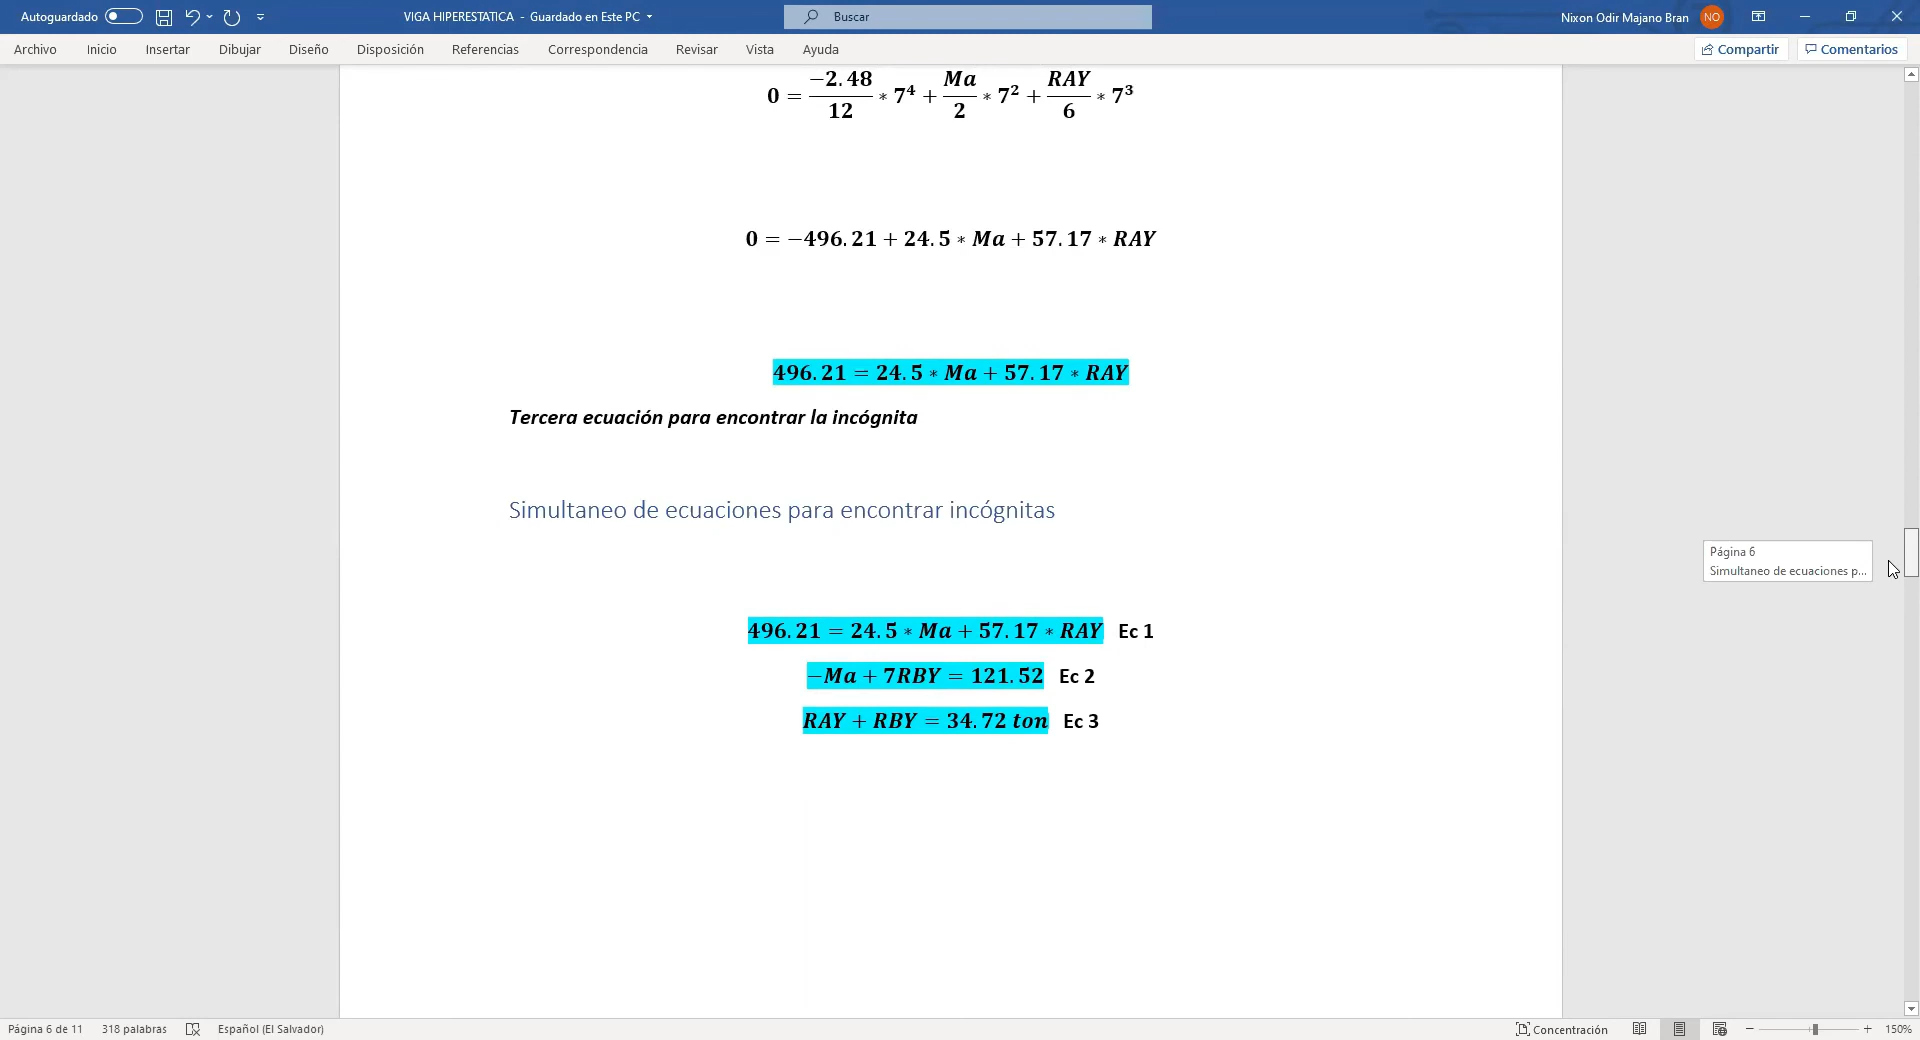 Autoguardado
VIGA HIPERESTATICA - Guardado en Este PC
Buscar
Nixon Odir Majano Bran
NO
Archivo Inicio Insertar Dibujar Diseño Disposición Referencias Correspondencia Revisar Vista Ayuda
Compartir
Comentarios
0 = −2.48/12 ∗ 7⁴ + Ma/2 ∗ 7² + RAY/6 ∗ 7³
0 = −496.21 + 24.5 ∗ Ma + 57.17 ∗ RAY
496.21 = 24.5 ∗ Ma + 57.17 ∗ RAY
Tercera ecuación para encontrar la incógnita
Simultaneo de ecuaciones para encontrar incógnitas
Página 6
Simultaneo de ecuaciones p...
496.21 = 24.5 ∗ Ma + 57.17 ∗ RAY Ec 1
−Ma + 7RBY = 121.52 Ec 2
RAY + RBY = 34.72 ton Ec 3
Página 6 de 11 318 palabras Español (El Salvador)
Concentración
150%